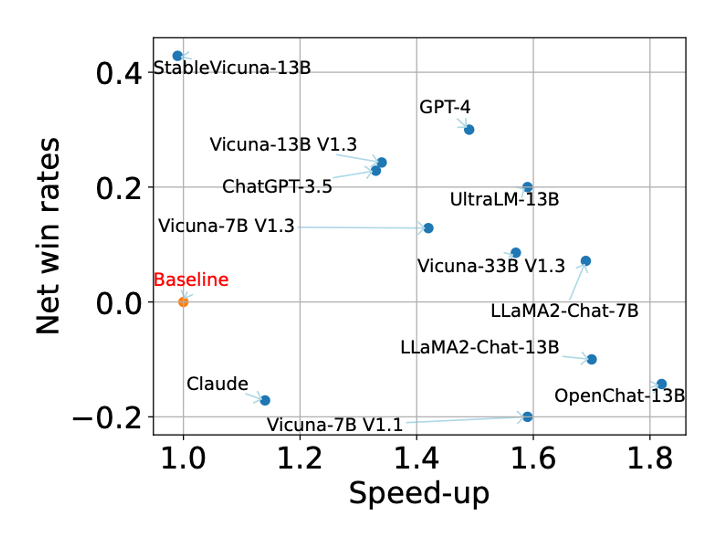 0.4
StableVicuna-13B
GPT-4
Vicuna-13B V1.3
ChatGPT-3.5
0.2
UltraLM-13B
Vicuna-7B V1.3
Vicuna-33B V1.3
Baseline
0.0
LLaMA2-Chat-7B
LLaMA2-Chat-13B
Claude
OpenChat-13B
−0.2
Vicuna-7B V1.1
Net win rates
1.0 1.2 1.4 1.6 1.8
Speed-up